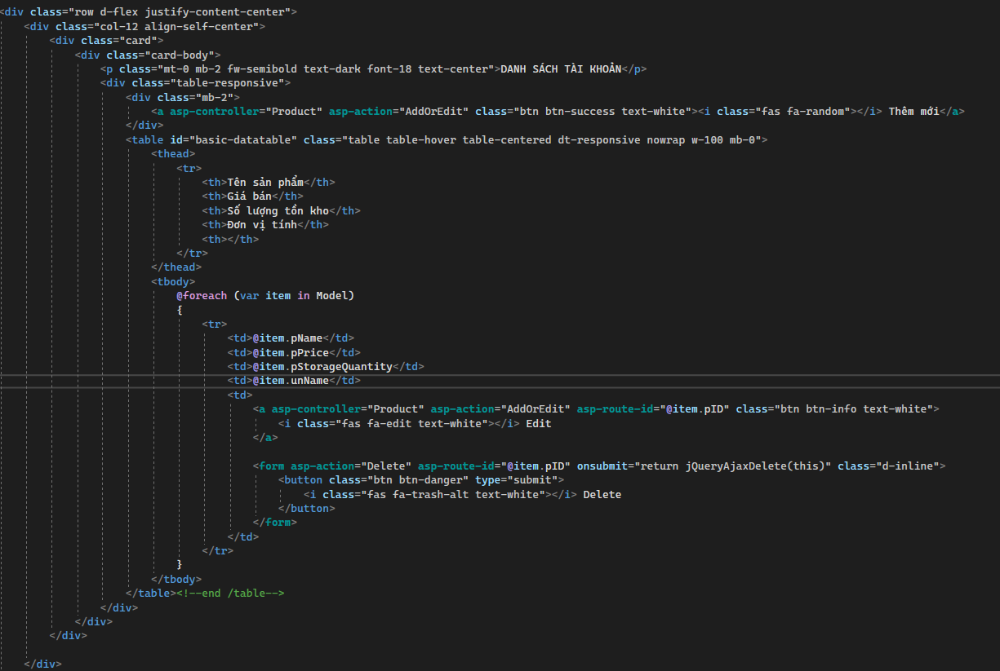 <div class="row d-flex justify-content-center">
<div class="col-12 align-self-center">
<div class="card">
<div class="card-body">
<p class="mt-0 mb-2 fw-semibold text-dark font-18 text-center">DANH SÁCH TÀI KHOẢN</p>
<div class="table-responsive">
<div class="mb-2">
<a asp-controller="Product" asp-action="AddOrEdit" class="btn btn-success text-white"><i class="fas fa-random"></i> Thêm mới</a>
</div>
<table id="basic-datatable" class="table table-hover table-centered dt-responsive nowrap w-100 mb-0">
<thead>
<tr>
<th>Tên sản phẩm</th>
<th>Giá bán</th>
<th>Số lượng tồn kho</th>
<th>Đơn vị tính</th>
<th></th>
</tr>
</thead>
<tbody>
@foreach (var item in Model)
{
<tr>
<td>@item.pName</td>
<td>@item.pPrice</td>
<td>@item.pStorageQuantity</td>
<td>@item.unName</td>
<td>
<a asp-controller="Product" asp-action="AddOrEdit" asp-route-id="@item.pID" class="btn btn-info text-white">
<i class="fas fa-edit text-white"></i> Edit
</a>
<form asp-action="Delete" asp-route-id="@item.pID" onsubmit="return jQueryAjaxDelete(this)" class="d-inline">
<button class="btn btn-danger" type="submit">
<i class="fas fa-trash-alt text-white"></i> Delete
</button>
</form>
</td>
</tr>
}
</tbody>
</table><!--end /table-->
</div>
</div>
</div>
</div>